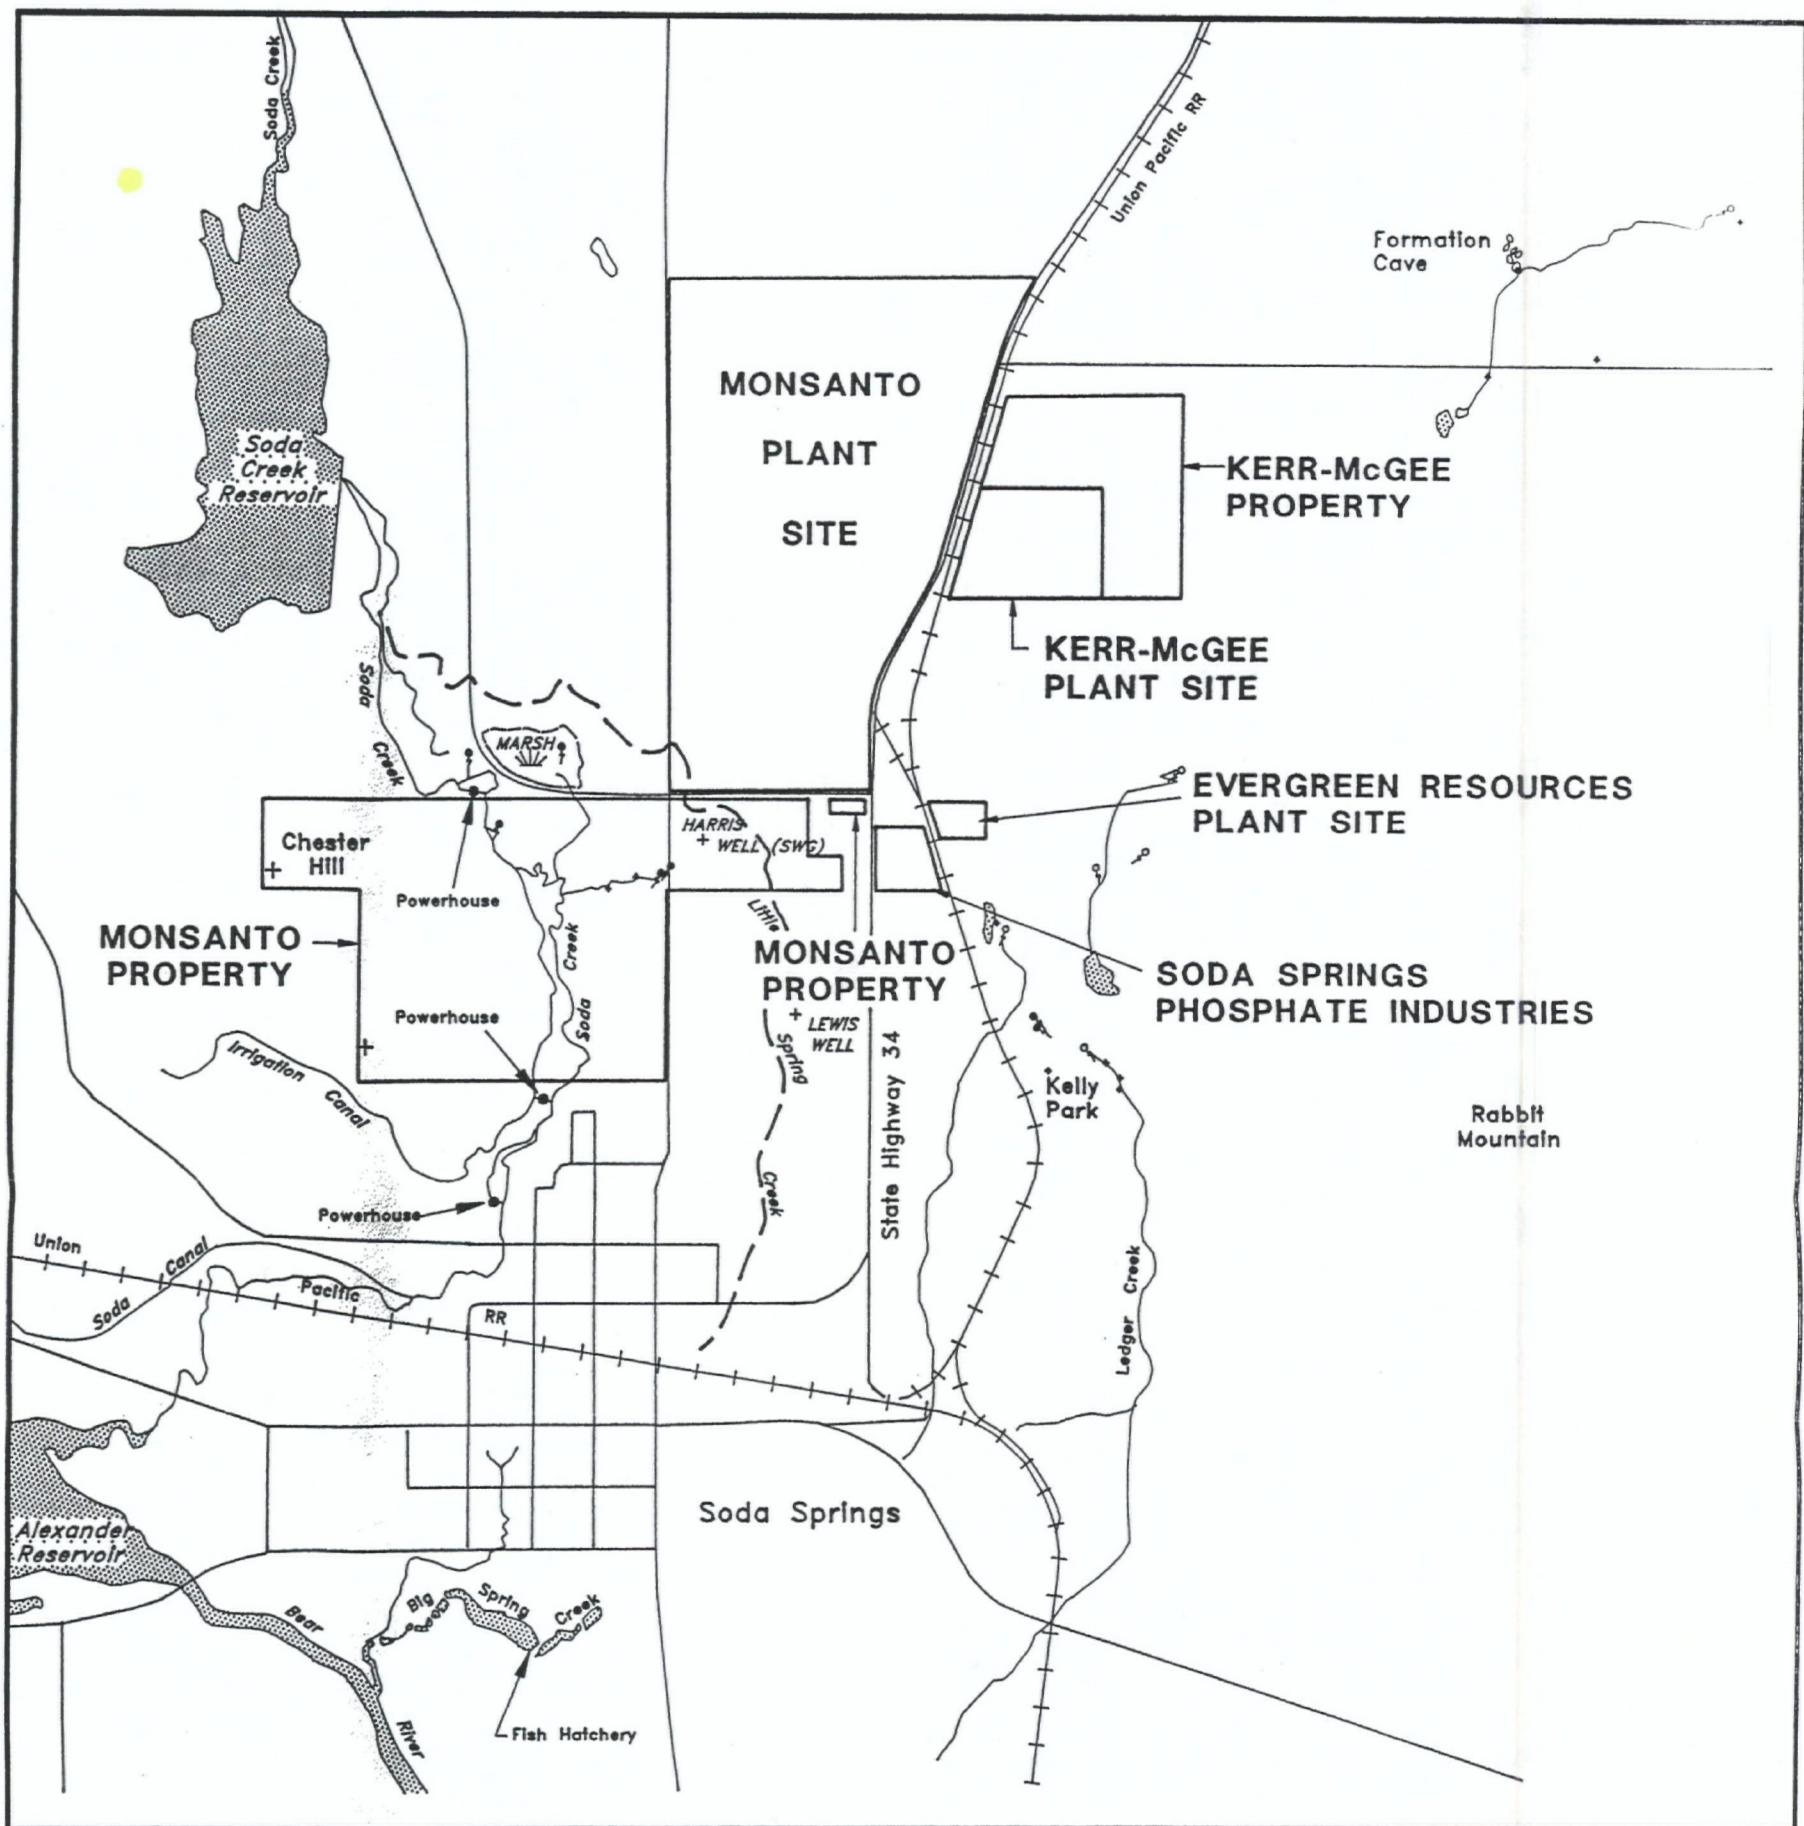 Soda Creek
Union Pacific RR
Formation
Cave
MONSANTO
PLANT
SITE
Soda
Creek
Reservoir
KERR-McGEE
PROPERTY
KERR-McGEE
PLANT SITE
Soda
Creek
MARSH
EVERGREEN RESOURCES
PLANT SITE
HARRIS
WELL (SWG)
Chester
Hill
Powerhouse
Little
Creek
MONSANTO
PROPERTY
MONSANTO
PROPERTY
SODA SPRINGS
PHOSPHATE INDUSTRIES
Powerhouse
Soda
LEWIS
WELL
Spring
State Highway 34
Irrigation
Canal
Kelly
Park
Rabbit
Mountain
Creek
Powerhouse
Union
Canal
Pacific
Soda
RR
Ledger Creek
Soda Springs
Alexander
Reservoir
Big
Spring
Creek
Bear
River
Fish Hatchery